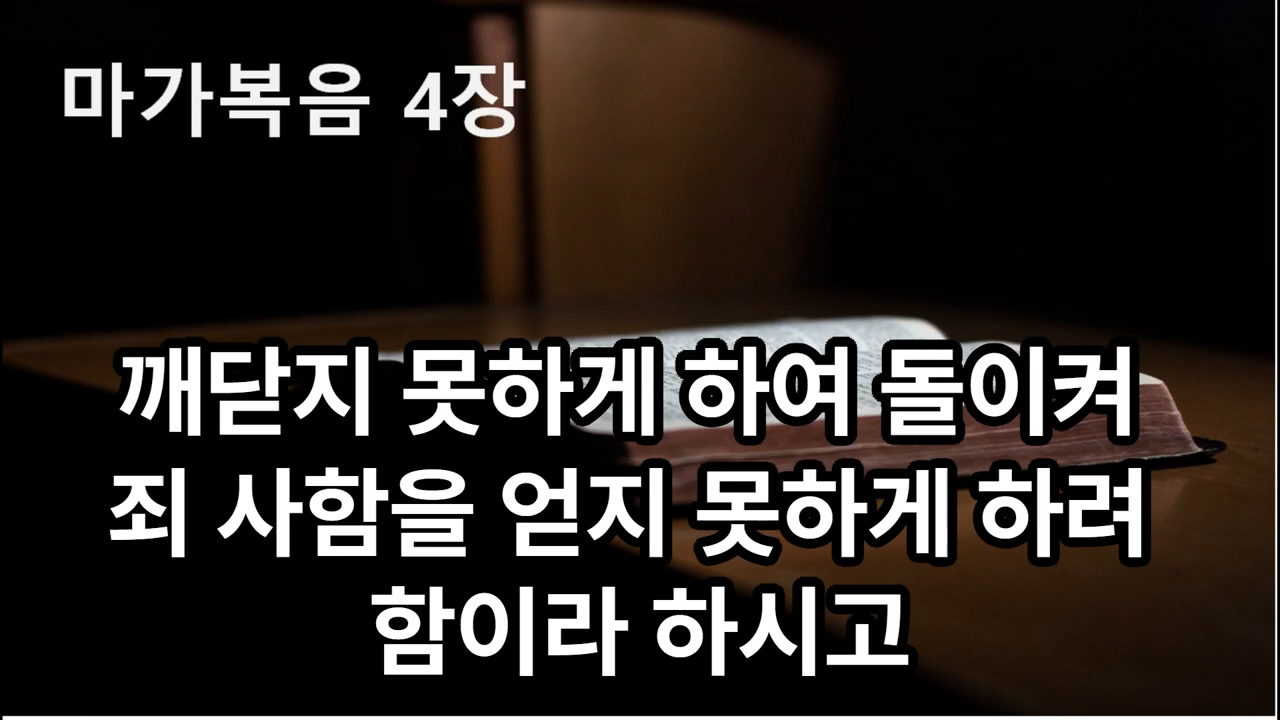 마가복음 4장
깨닫지 못하게 하여 돌이켜
죄 사함을 얻지 못하게 하려
함이라 하시고